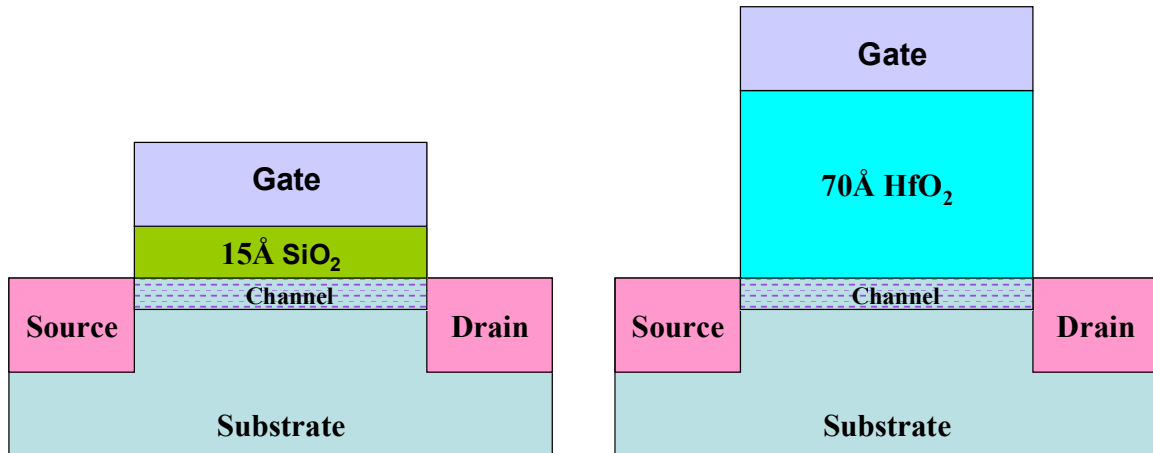 Gate
15Å SiO₂
Channel
Source
Drain
Substrate
Gate
70Å HfO₂
Channel
Source
Drain
Substrate